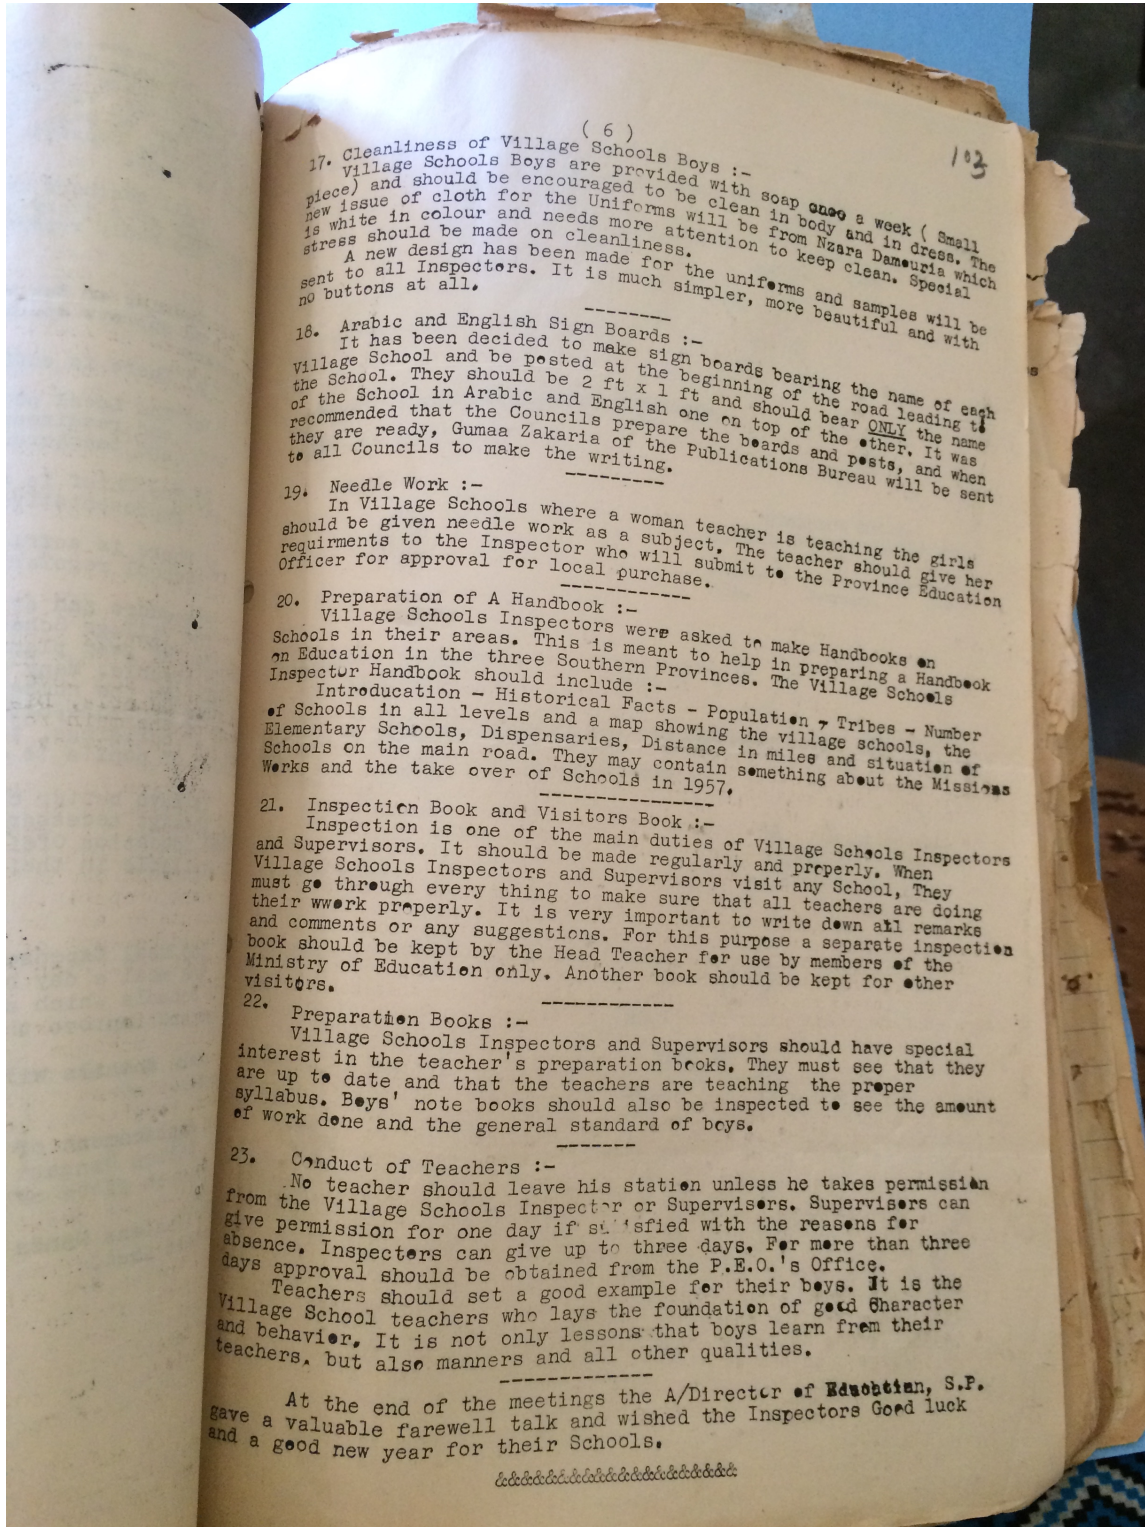 ( 6 )
103
17. Cleanliness of Village Schools Boys :-
Village Schools Boys are provided with soap once a week ( Small
piece) and should be encouraged to be clean in body and in dress. The
new issue of cloth for the Uniforms will be from Nzara Damouria which
is white in colour and needs more attention to keep clean. Special
stress should be made on cleanliness.
A new design has been made for the uniforms and samples will be
sent to all Inspectors. It is much simpler, more beautiful and with
no buttons at all.
-------
18. Arabic and English Sign Boards :-
It has been decided to make sign boards bearing the name of each
Village School and be posted at the beginning of the road leading to
the School. They should be 2 ft x 1 ft and should bear ONLY the name
of the School in Arabic and English one on top of the other. It was
recommended that the Councils prepare the boards and posts, and when
they are ready, Gumaa Zakaria of the Publications Bureau will be sent
to all Councils to make the writing.
---------
19. Needle Work :-
In Village Schools where a woman teacher is teaching the girls
should be given needle work as a subject. The teacher should give her
requirments to the Inspector who will submit to the Province Education
Officer for approval for local purchase.
------------
20. Preparation of A Handbook :-
Village Schools Inspectors were asked to make Handbooks on
Schools in their areas. This is meant to help in preparing a Handbook
on Education in the three Southern Provinces. The Village Schools
Inspector Handbook should include :-
Introducation - Historical Facts - Population - Tribes - Number
of Schools in all levels and a map showing the village schools, the
Elementary Schools, Dispensaries, Distance in miles and situation of
Schools on the main road. They may contain something about the Missions
Works and the take over of Schools in 1957.
----------------
21. Inspection Book and Visitors Book :-
Inspection is one of the main duties of Village Schools Inspectors
and Supervisors. It should be made regularly and properly. When
Village Schools Inspectors and Supervisors visit any School, They
must go through every thing to make sure that all teachers are doing
their wwork properly. It is very important to write down all remarks
and comments or any suggestions. For this purpose a separate inspection
book should be kept by the Head Teacher for use by members of the
Ministry of Education only. Another book should be kept for other
visitors.
------------
22.
Preparation Books :-
Village Schools Inspectors and Supervisors should have special
interest in the teacher's preparation books. They must see that they
are up to date and that the teachers are teaching the proper
syllabus. Boys' note books should also be inspected to see the amount
of work done and the general standard of boys.
-------
23. Conduct of Teachers :-
No teacher should leave his station unless he takes permission
from the Village Schools Inspector or Supervisors. Supervisors can
give permission for one day if satisfied with the reasons for
absence. Inspectors can give up to three days. For more than three
days approval should be obtained from the P.E.O.'s Office.
Teachers should set a good example for their boys. It is the
Village School teachers who lays the foundation of good Character
and behavior. It is not only lessons that boys learn from their
teachers, but also manners and all other qualities.
--------------
At the end of the meetings the A/Director of Education, S.P.
gave a valuable farewell talk and wished the Inspectors Good luck
and a good new year for their Schools.
&&&&&&&&&&&&&&&&&&&&